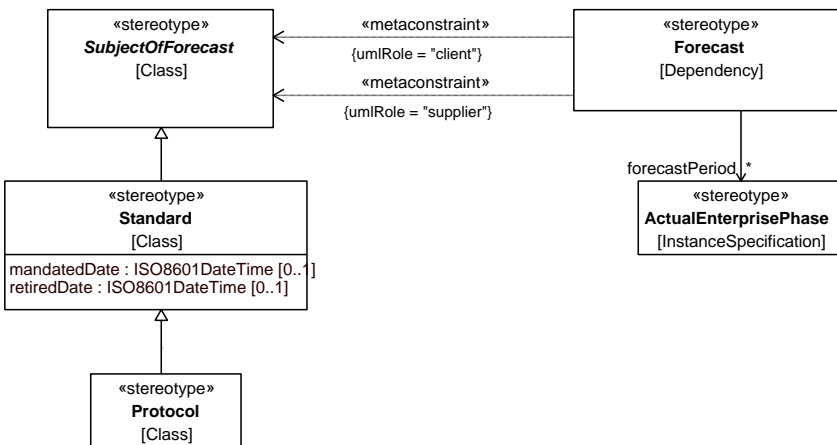 «stereotype»
SubjectOfForecast
[Class]
«metaconstraint»
{umlRole = "client"}
«metaconstraint»
{umlRole = "supplier"}
«stereotype»
Forecast
[Dependency]
forecastPeriod *
«stereotype»
Standard
[Class]
mandatedDate : ISO8601DateTime [0..1]
retiredDate : ISO8601DateTime [0..1]
«stereotype»
ActualEnterprisePhase
[InstanceSpecification]
«stereotype»
Protocol
[Class]